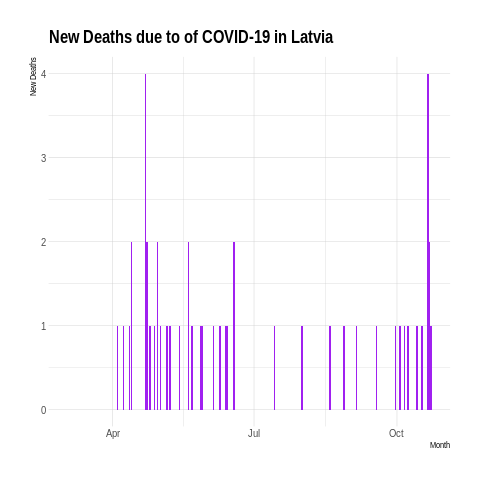 New Deaths due to of COVID-19 in Latvia
New Deaths
4
3
2
1
0
Apr
Jul
Oct
Month